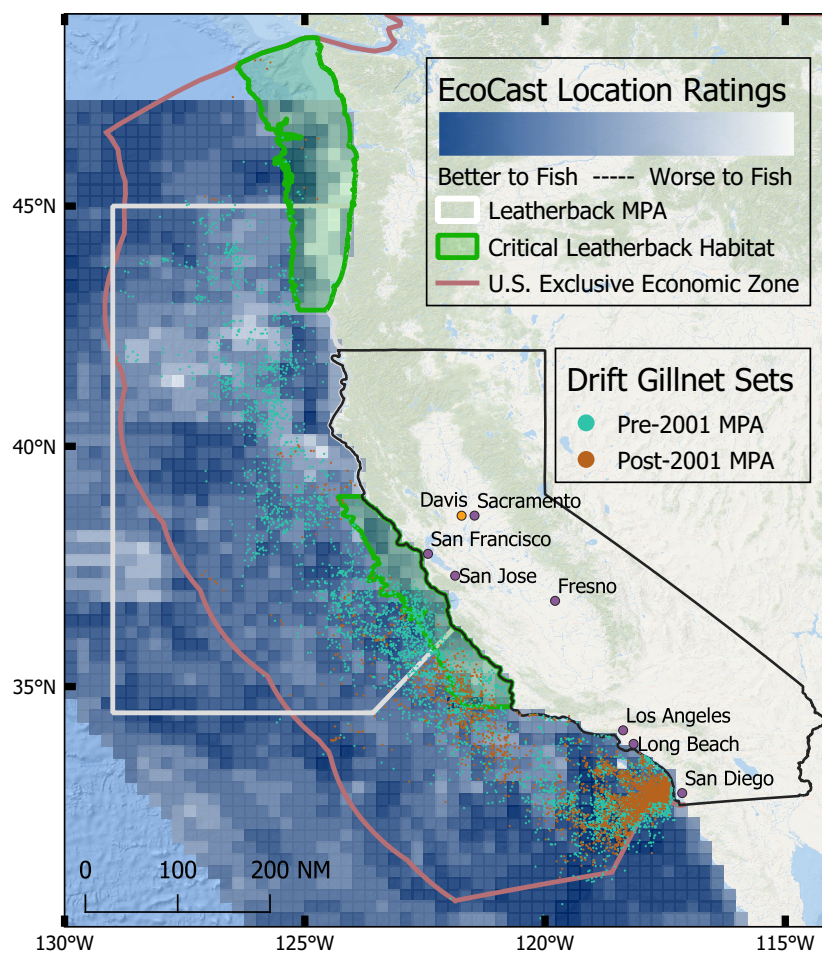 EcoCast Location Ratings
Better to Fish ----- Worse to Fish
Leatherback MPA
Critical Leatherback Habitat
U.S. Exclusive Economic Zone
45°N
Drift Gillnet Sets
Pre-2001 MPA
Post-2001 MPA
40°N
Davis
Sacramento
San Francisco
San Jose
Fresno
35°N
Los Angeles
Long Beach
San Diego
0 100 200 NM
130°W 125°W 120°W 115°W